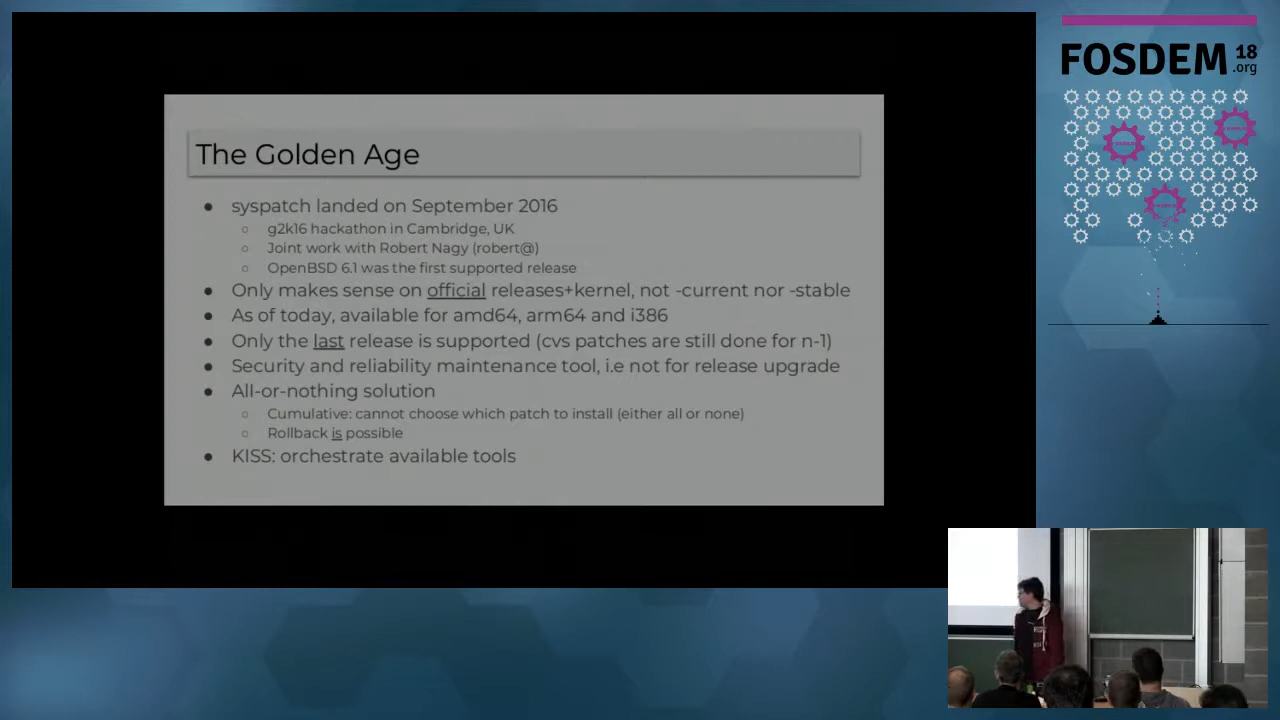 The Golden Age
● syspatch landed on September 2016
○ g2k16 hackathon in Cambridge, UK
○ Joint work with Robert Nagy (robert@)
○ OpenBSD 6.1 was the first supported release
● Only makes sense on official releases+kernel, not -current nor -stable
● As of today, available for amd64, arm64 and i386
● Only the last release is supported (cvs patches are still done for n-1)
● Security and reliability maintenance tool, i.e not for release upgrade
● All-or-nothing solution
○ Cumulative: cannot choose which patch to install (either all or none)
○ Rollback is possible
● KISS: orchestrate available tools
FOSDEM 18
.org